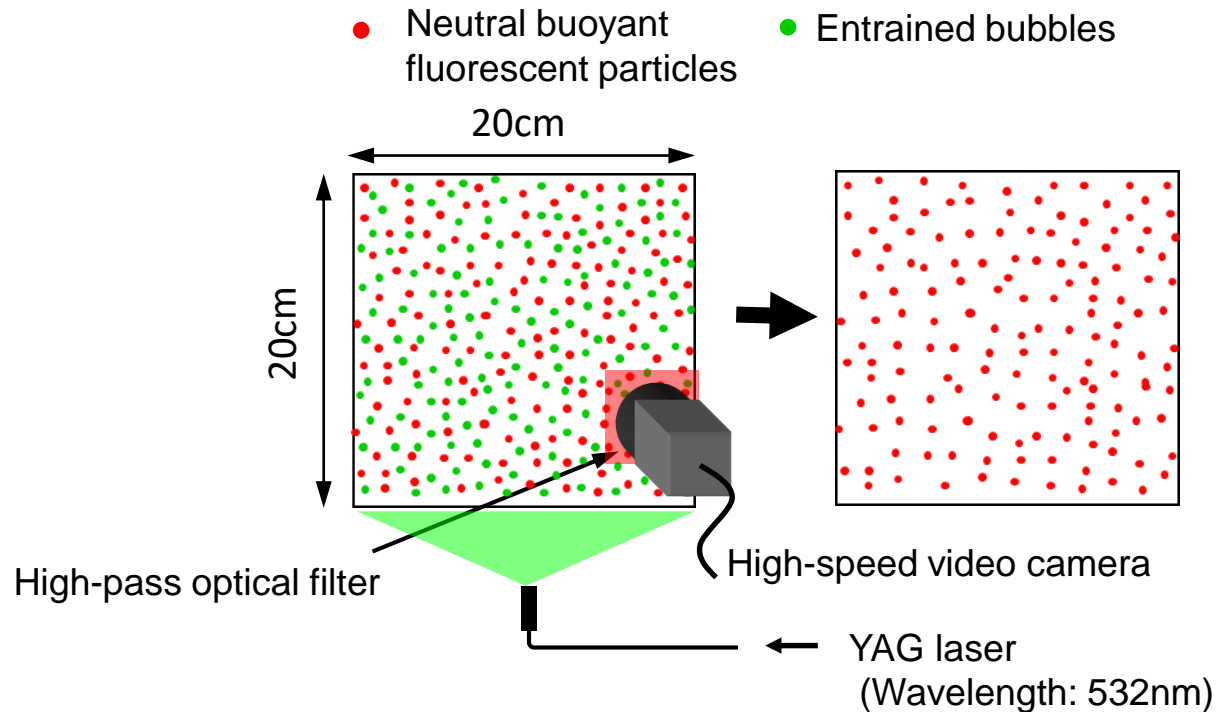 Neutral buoyant
fluorescent particles
Entrained bubbles
20cm
20cm
High-pass optical filter
High-speed video camera
YAG laser
(Wavelength: 532nm)